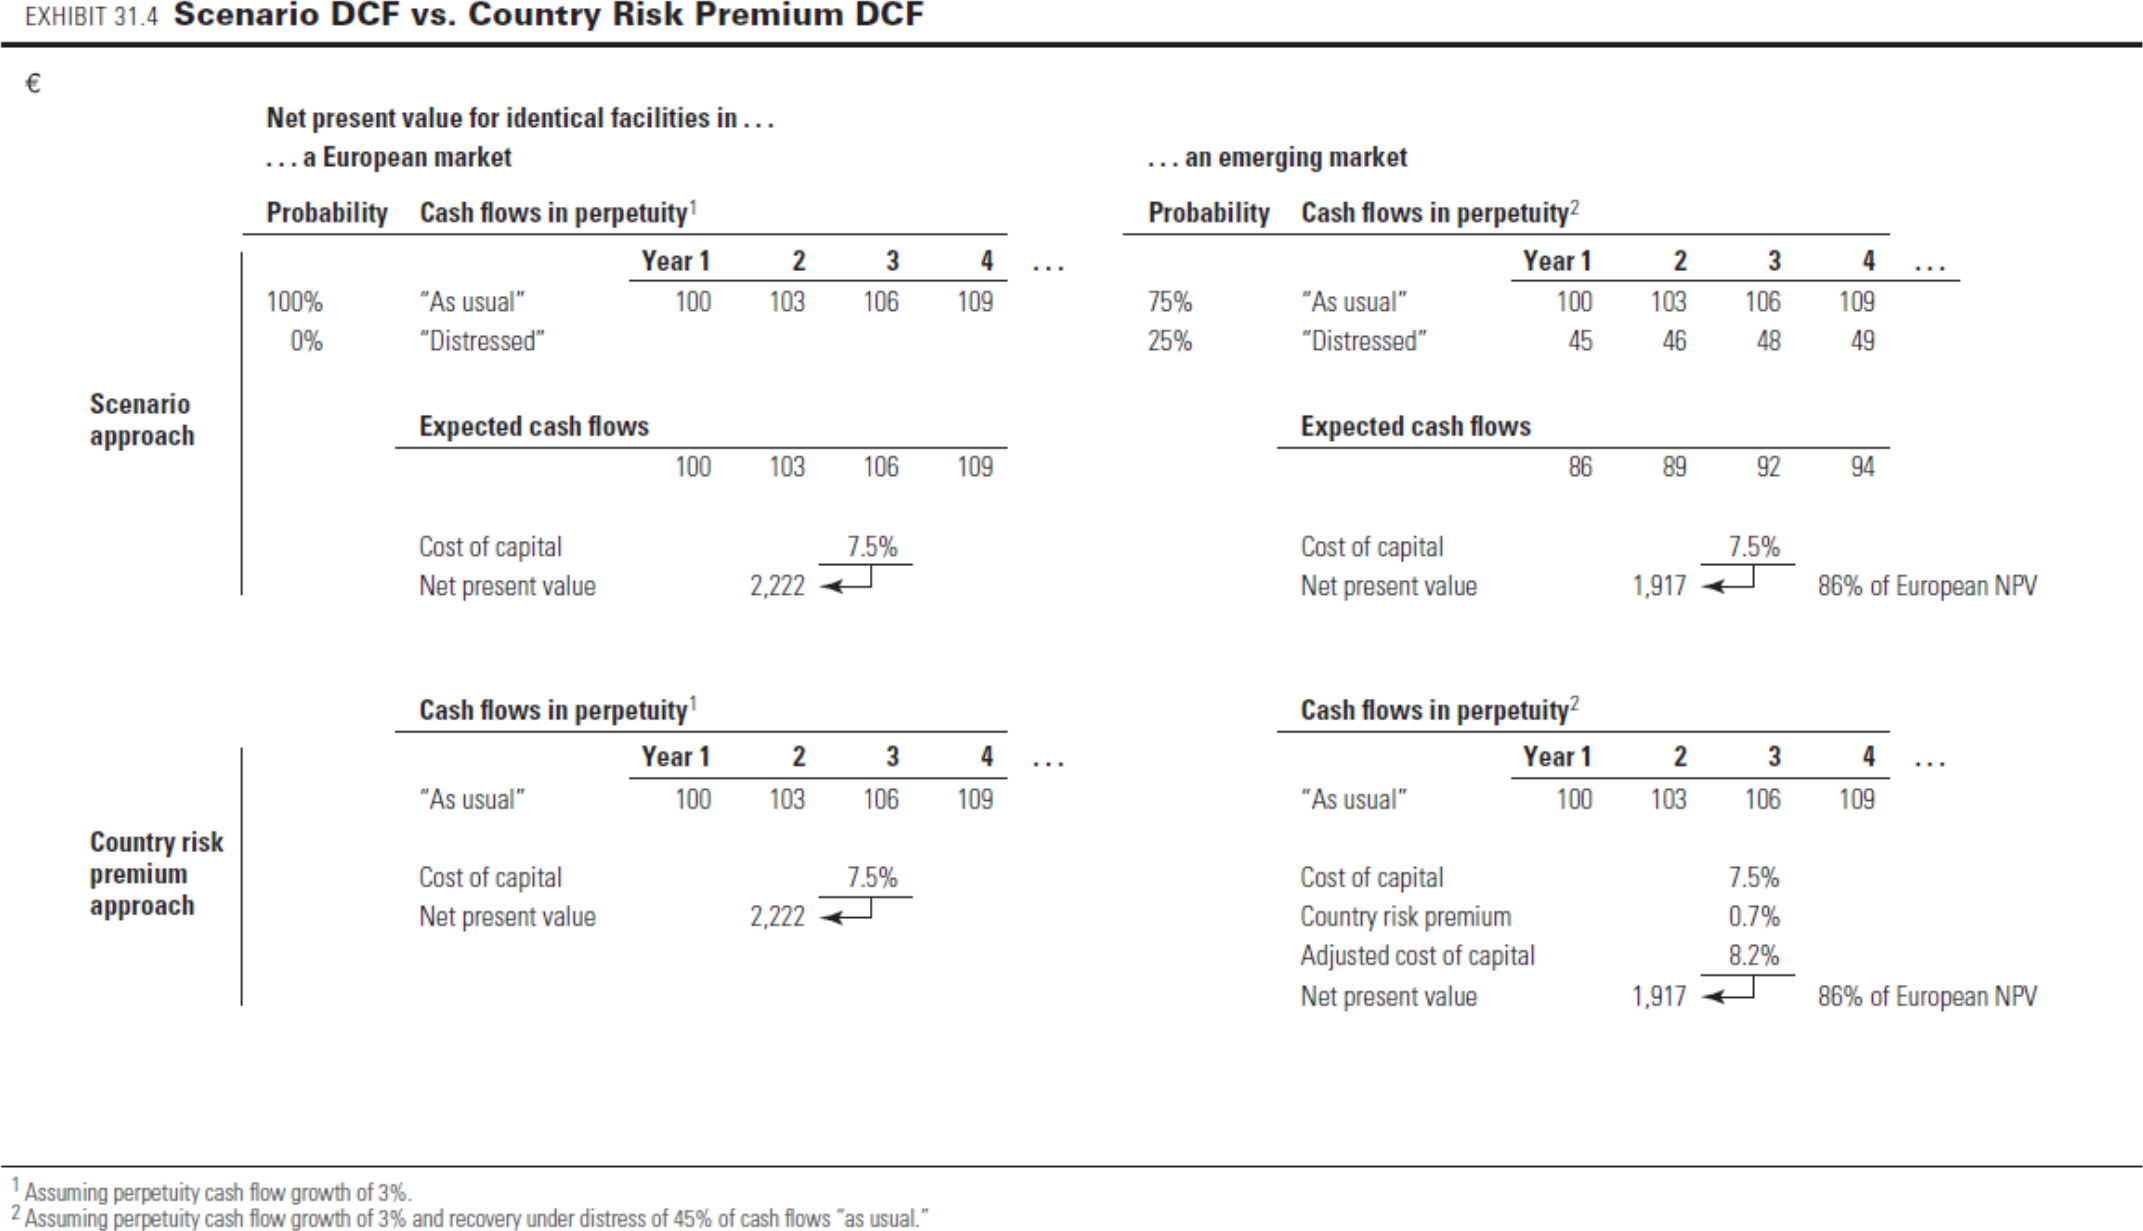 EXHIBIT 31.4 Scenario DCF vs. Country Risk Premium DCF
€
Net present value for identical facilities in . . .
. . . a European market
. . . an emerging market
Probability Cash flows in perpetuity1
Probability Cash flows in perpetuity2
Year 1 2 3 4 . . .
Year 1 2 3 4 . . .
100% “As usual” 100 103 106 109
75% “As usual” 100 103 106 109
0% “Distressed”
25% “Distressed” 45 46 48 49
Scenario
approach
Expected cash flows
Expected cash flows
100 103 106 109
86 89 92 94
Cost of capital 7.5%
Cost of capital 7.5%
Net present value 2,222
Net present value 1,917 86% of European NPV
Cash flows in perpetuity1
Cash flows in perpetuity2
Year 1 2 3 4 . . .
Year 1 2 3 4 . . .
“As usual” 100 103 106 109
“As usual” 100 103 106 109
Country risk
premium
approach
Cost of capital 7.5%
Net present value 2,222
Cost of capital 7.5%
Country risk premium 0.7%
Adjusted cost of capital 8.2%
Net present value 1,917 86% of European NPV
1 Assuming perpetuity cash flow growth of 3%.
2 Assuming perpetuity cash flow growth of 3% and recovery under distress of 45% of cash flows “as usual.”